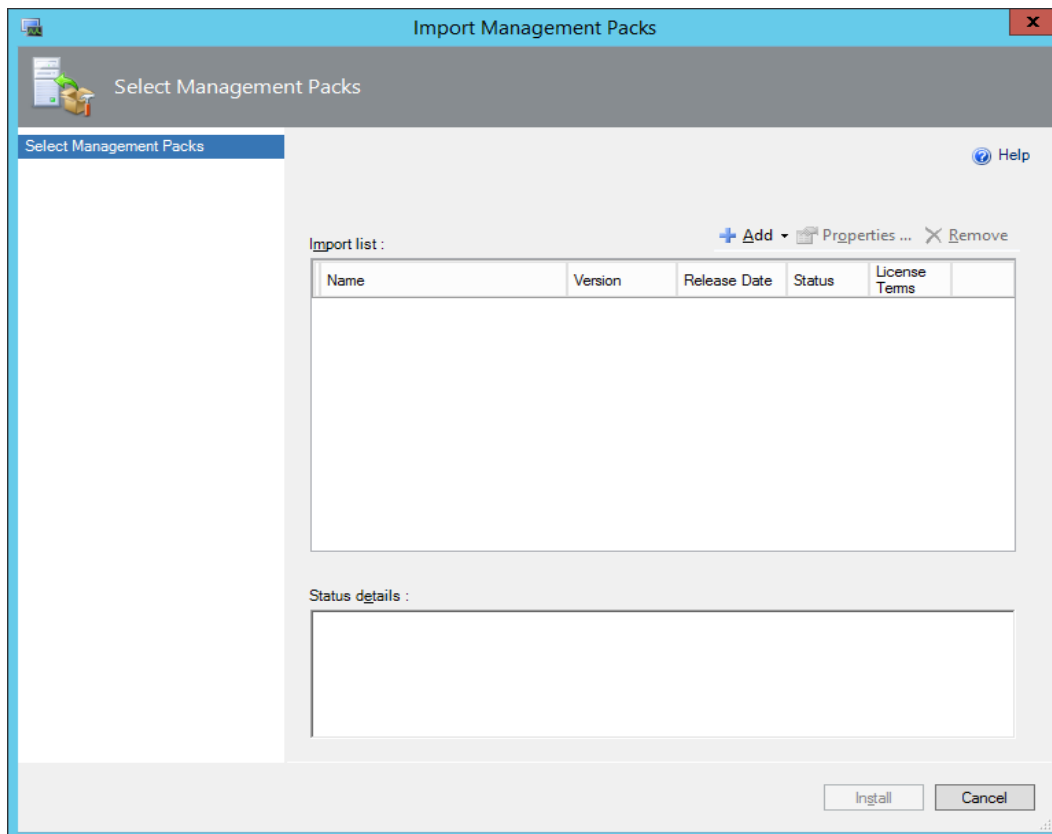 Import Management Packs
x
Select Management Packs
Select Management Packs
Help
Import list :
Add Properties ... Remove
Name Version Release Date Status License Terms
Status details :
Install Cancel